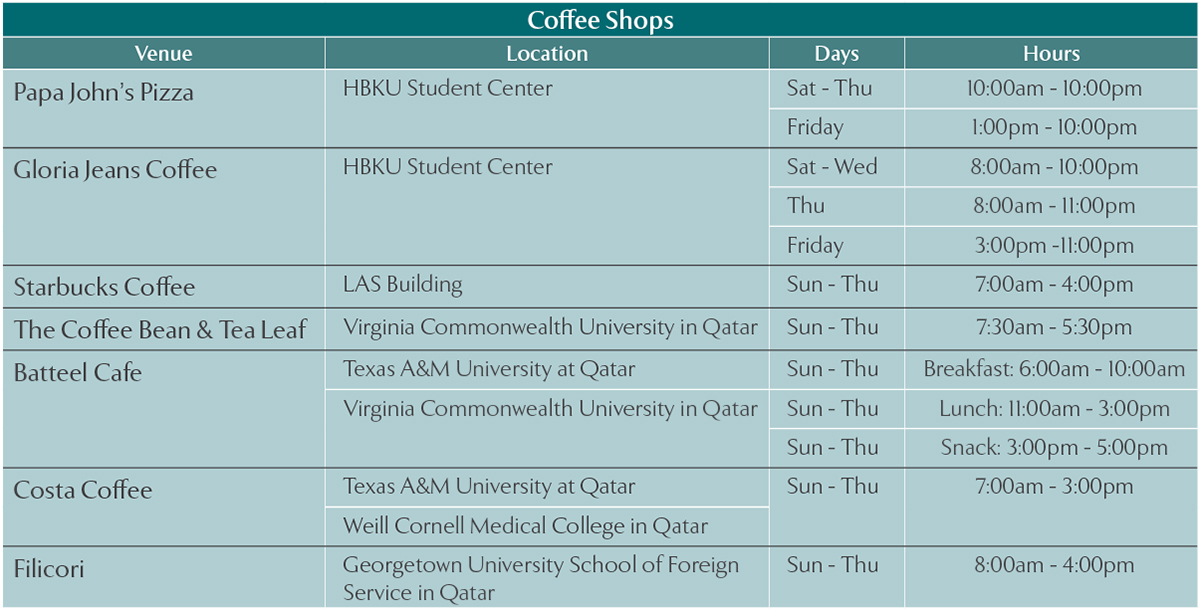 Coffee Shops
Venue Location Days Hours
Papa John's Pizza HBKU Student Center Sat - Thu 10:00am - 10:00pm
Friday 1:00pm - 10:00pm
Gloria Jeans Coffee HBKU Student Center Sat - Wed 8:00am - 10:00pm
Thu 8:00am - 11:00pm
Friday 3:00pm -11:00pm
Starbucks Coffee LAS Building Sun - Thu 7:00am - 4:00pm
The Coffee Bean & Tea Leaf Virginia Commonwealth University in Qatar Sun - Thu 7:30am - 5:30pm
Batteel Cafe Texas A&M University at Qatar Sun - Thu Breakfast: 6:00am - 10:00am
Virginia Commonwealth University in Qatar Sun - Thu Lunch: 11:00am - 3:00pm
Sun - Thu Snack: 3:00pm - 5:00pm
Costa Coffee Texas A&M University at Qatar Sun - Thu 7:00am - 3:00pm
Weill Cornell Medical College in Qatar
Filicori Georgetown University School of Foreign Sun - Thu 8:00am - 4:00pm
Service in Qatar